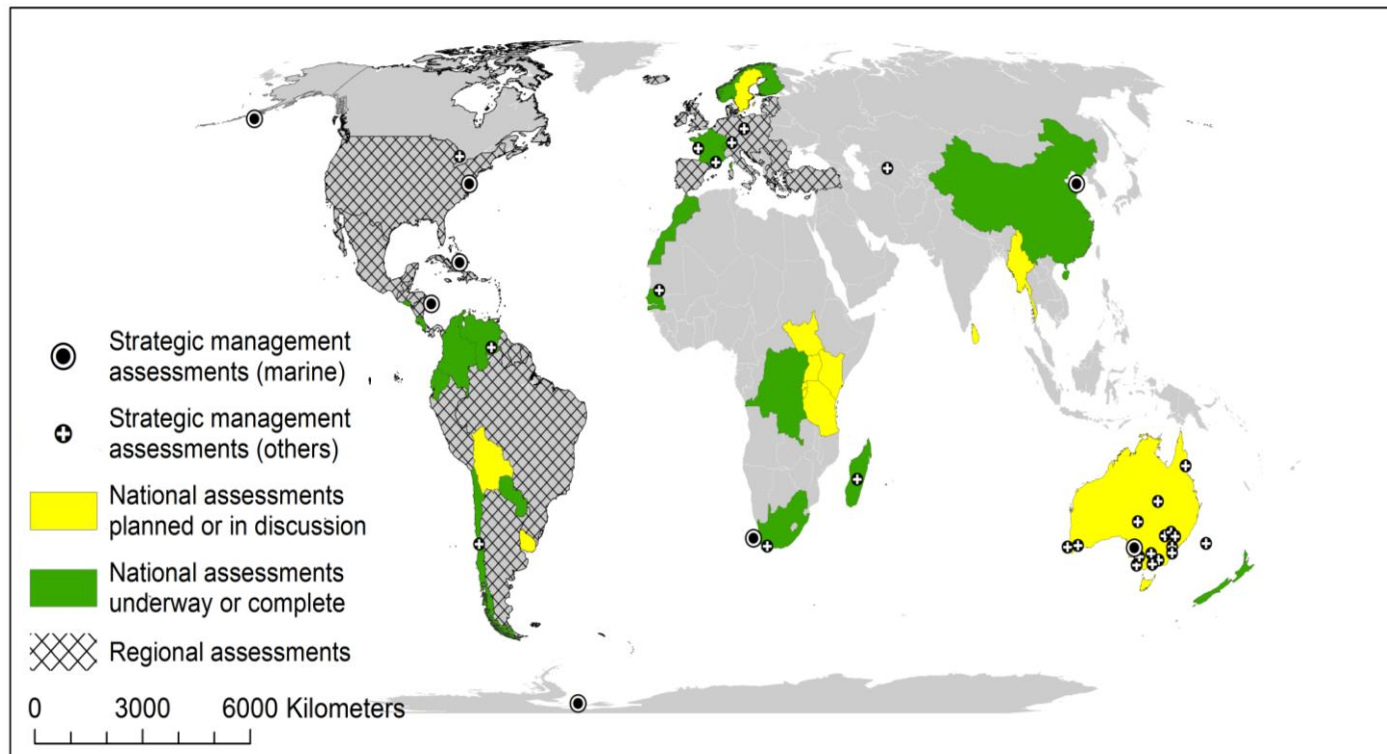 Strategic management
assessments (marine)
Strategic management
assessments (others)
National assessments
planned or in discussion
National assessments
underway or complete
Regional assessments
0 3000 6000 Kilometers